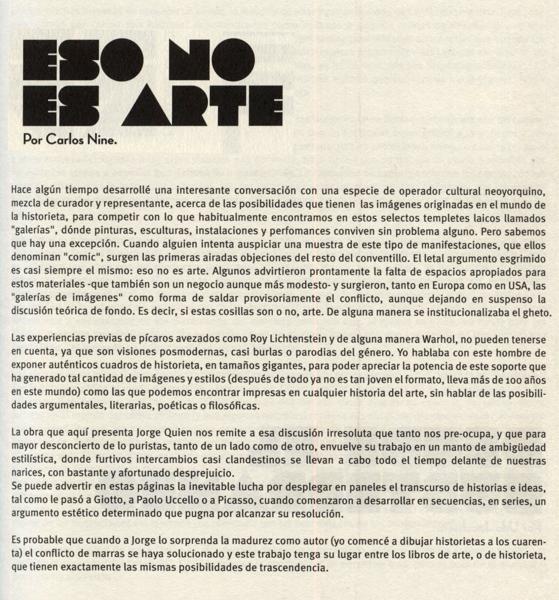 ESO NO
ES ARTE
Por Carlos Nine.
Hace algún tiempo desarrollé una interesante conversación con una especie de operador cultural neoyorquino,
mezcla de curador y representante, acerca de las posibilidades que tienen las imágenes originadas en el mundo de
la historieta, para competir con lo que habitualmente encontramos en estos selectos templetes laicos llamados
"galerías", dónde pinturas, esculturas, instalaciones y perfomances conviven sin problema alguno. Pero sabemos
que hay una excepción. Cuando alguien intenta auspiciar una muestra de este tipo de manifestaciones, que ellos
denominan "comic", surgen las primeras airadas objeciones del resto del conventillo. El letal argumento esgrimido
es casi siempre el mismo: eso no es arte. Algunos advirtieron prontamente la falta de espacios apropiados para
estos materiales -que también son un negocio aunque más modesto- y surgieron, tanto en Europa como en USA, las
"galerías de imágenes" como forma de saldar provisoriamente el conflicto, aunque dejando en suspenso la
discusión teórica de fondo. Es decir, si estas cosillas son o no, arte. De alguna manera se institucionalizaba el gheto.
Las experiencias previas de pícaros avezados como Roy Lichtenstein y de alguna manera Warhol, no pueden tenerse
en cuenta, ya que son visiones posmodernas, casi burlas o parodias del género. Yo hablaba con este hombre de
exponer auténticos cuadros de historieta, en tamaños gigantes, para poder apreciar la potencia de este soporte que
ha generado tal cantidad de imágenes y estilos (después de todo ya no es tan joven el formato, lleva más de 100 años
en este mundo) como las que podemos encontrar impresas en cualquier historia del arte, sin hablar de las posibili-
dades argumentales, literarias, poéticas o filosóficas.
La obra que aquí presenta Jorge Quien nos remite a esa discusión irresoluta que tanto nos pre-ocupa, y que para
mayor desconcierto de lo puristas, tanto de un lado como de otro, envuelve su trabajo en un manto de ambigüedad
estilística, donde furtivos intercambios casi clandestinos se llevan a cabo todo el tiempo delante de nuestras
narices, con bastante y afortunado desprejuicio.
Se puede advertir en estas páginas la inevitable lucha por desplegar en paneles el transcurso de historias e ideas,
tal como le pasó a Giotto, a Paolo Uccello o a Picasso, cuando comenzaron a desarrollar en secuencias, en series, un
argumento estético determinado que pugna por alcanzar su resolución.
Es probable que cuando a Jorge lo sorprenda la madurez como autor (yo comencé a dibujar historietas a los cuaren-
ta) el conflicto de marras se haya solucionado y este trabajo tenga su lugar entre los libros de arte, o de historieta,
que tienen exactamente las mismas posibilidades de trascendencia.